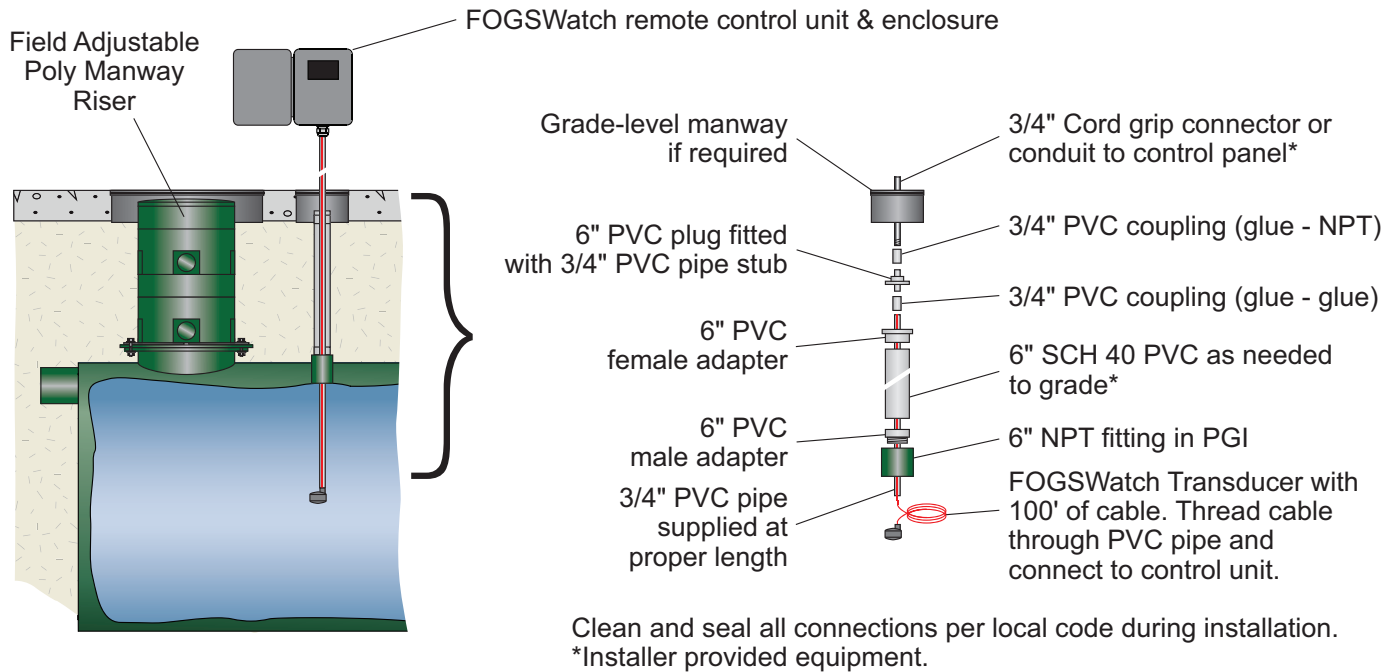 FOGSWatch remote control unit & enclosure
Field Adjustable
Poly Manway
Riser
Grade-level manway
if required
6" PVC plug fitted
with 3/4" PVC pipe stub
6" PVC
female adapter
6" PVC
male adapter
3/4" PVC pipe
supplied at
proper length
3/4" Cord grip connector or
conduit to control panel*
3/4" PVC coupling (glue - NPT)
3/4" PVC coupling (glue - glue)
6" SCH 40 PVC as needed
to grade*
6" NPT fitting in PGI
FOGSWatch Transducer with
100' of cable. Thread cable
through PVC pipe and
connect to control unit.
Clean and seal all connections per local code during installation.
*Installer provided equipment.